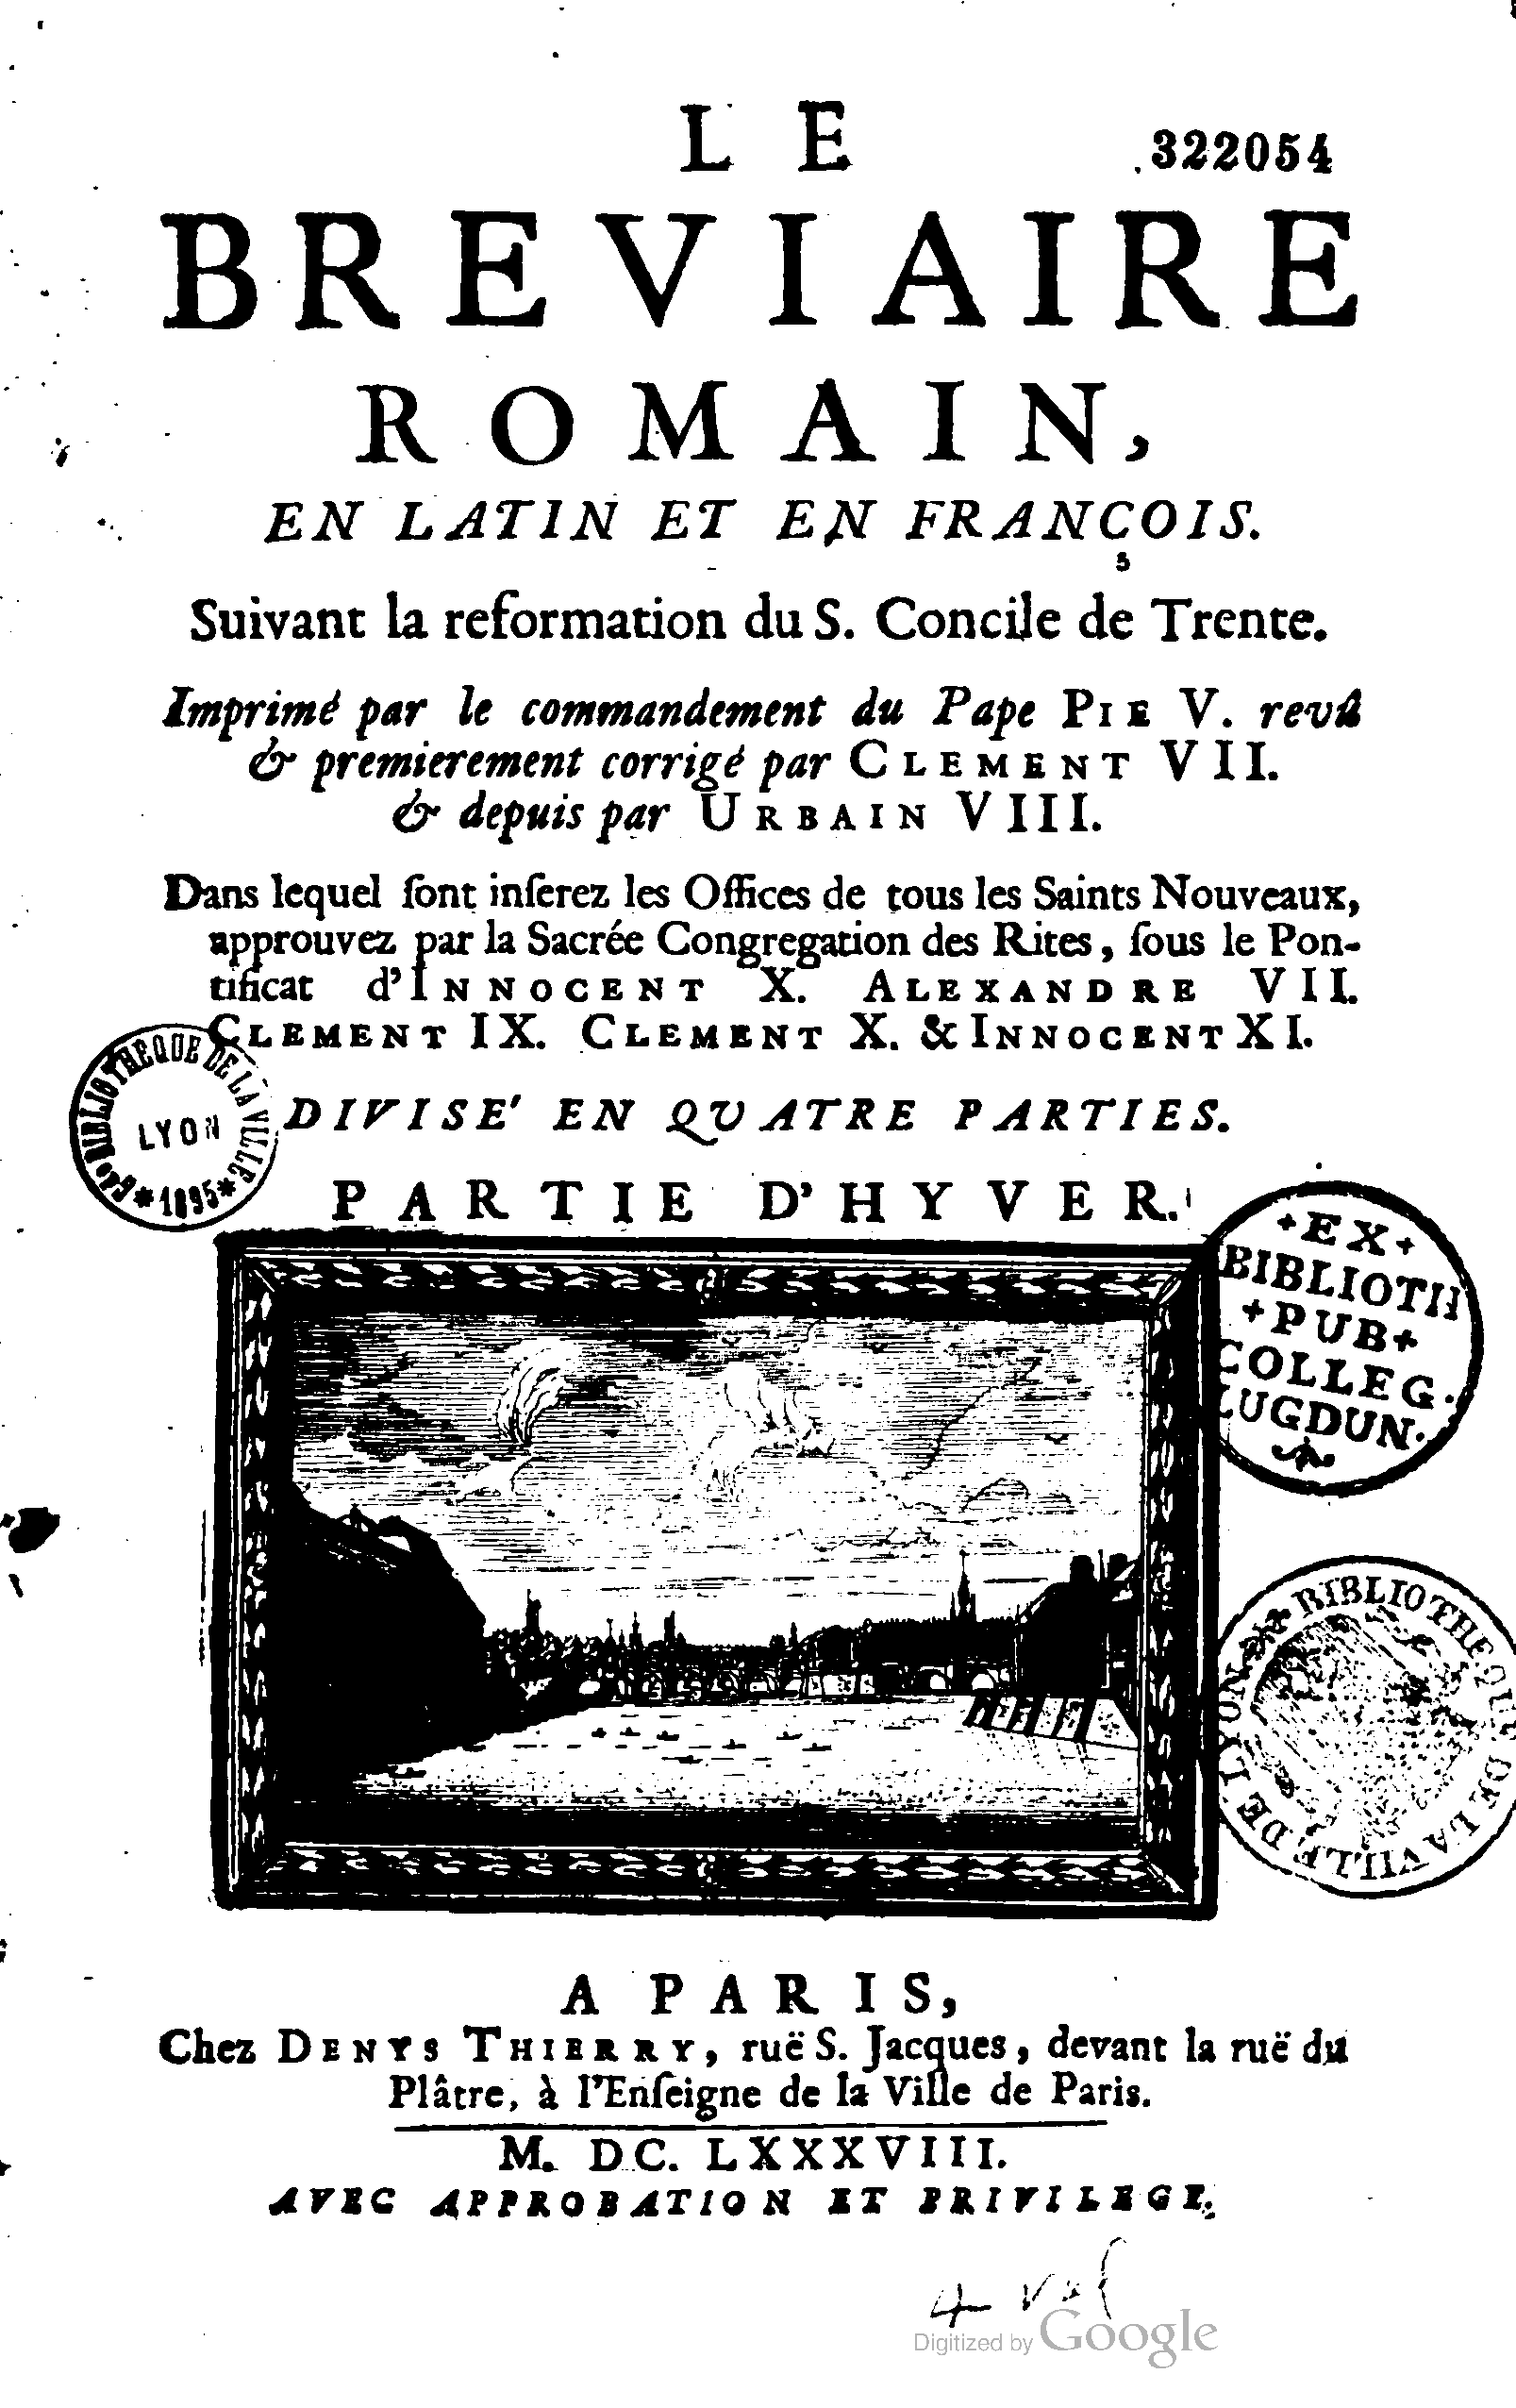 LE
322054
BREVIAIRE
ROMAIN,
EN LATIN ET EN FRANÇOIS.
Suivant la reformation du S. Concile de Trente.
Imprimé par le commandement du Pape PIE V. revû
& premierement corrigé par CLEMENT VII.
& depuis par URBAIN VIII.
Dans lequel ſont inſerez les Offices de tous les Saints Nouveaux,
approuvez par la Sacrée Congregation des Rites, ſous le Pon-
tificat d'INNOCENT X. ALEXANDRE VII.
CLEMENT IX. CLEMENT X. & INNOCENT XI.
BIBLIOTHEQUE DE LA VILLE
LYON
*1895*
DIVISE' EN QUATRE PARTIES.
PARTIE D'HYVER.
+EX+
BIBLIOTH
+PUB+
COLLEG.
LUGDUN.
BIBLIOTHEQUE DE LA VILLE DE LYON
A PARIS,
Chez DENYS THIERRY, ruë S. Jacques, devant la ruë du
Plâtre, à l'Enſeigne de la Ville de Paris.
M. DC. LXXXVIII.
AVEC APPROBATION ET PRIVILEGE.
4 vol
Digitized by Google